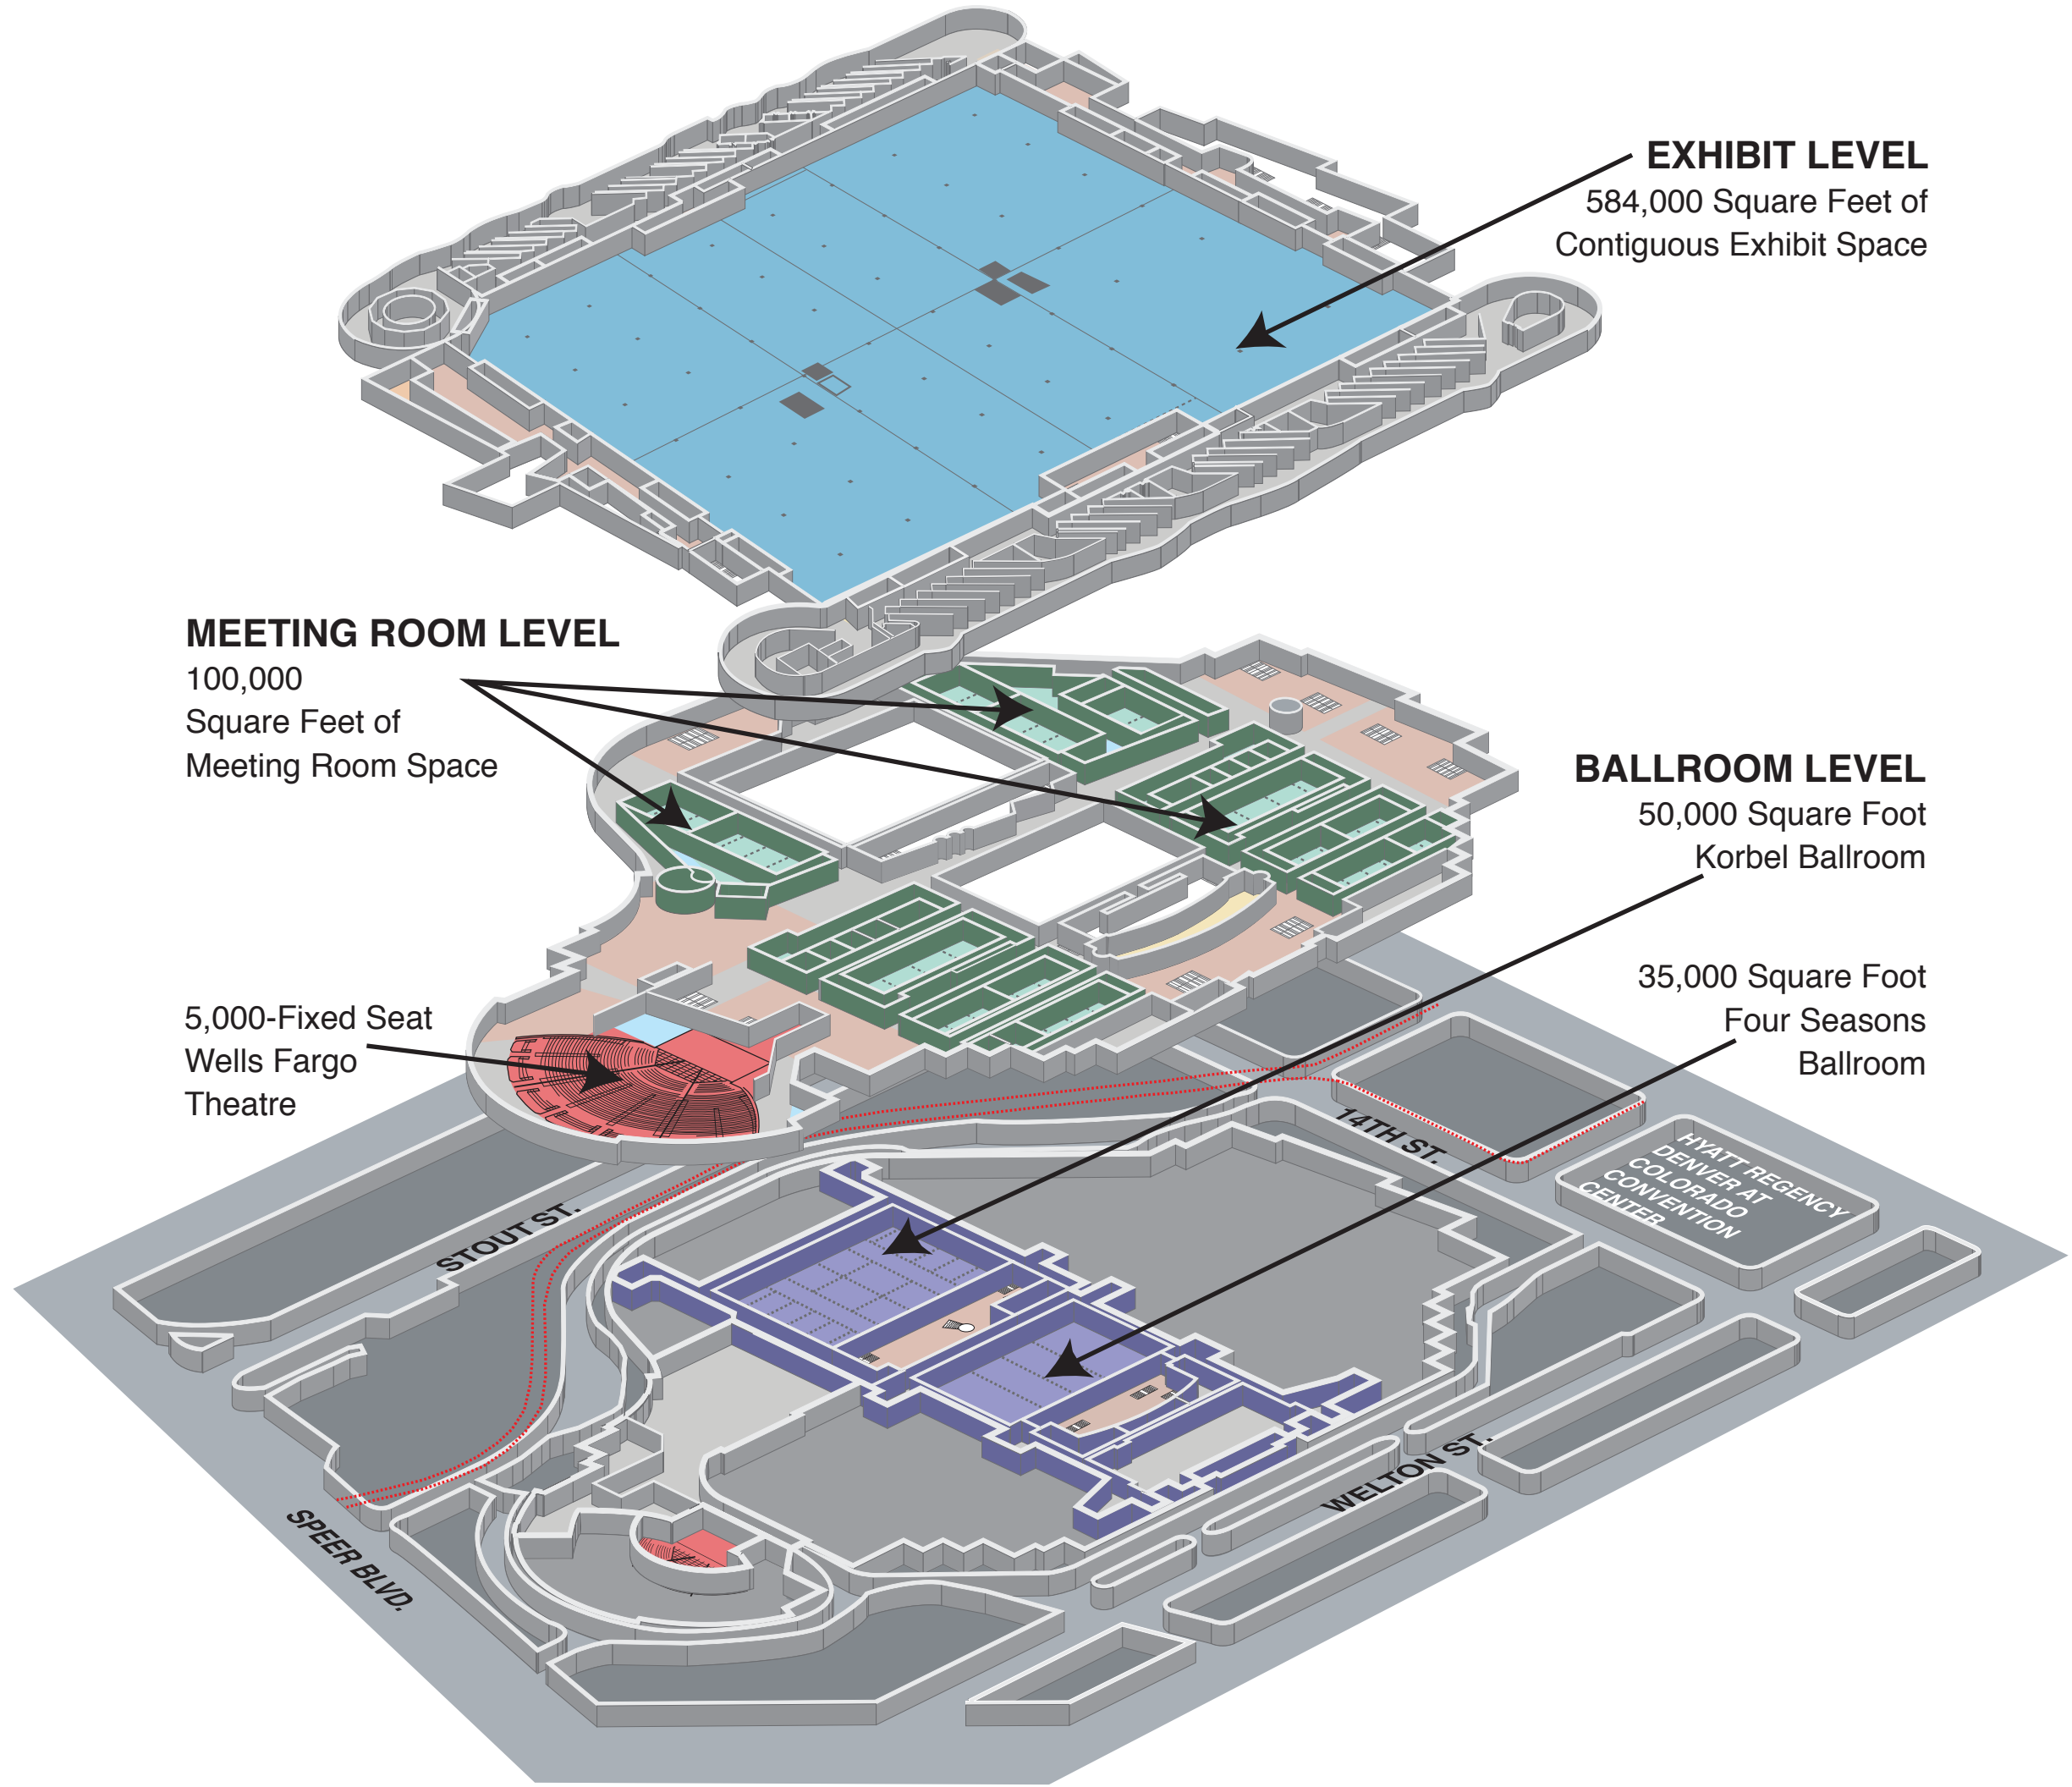 EXHIBIT LEVEL
584,000 Square Feet of
Contiguous Exhibit Space
MEETING ROOM LEVEL
100,000
Square Feet of
Meeting Room Space
BALLROOM LEVEL
50,000 Square Foot
Korbel Ballroom
35,000 Square Foot
Four Seasons
Ballroom
5,000-Fixed Seat
Wells Fargo
Theatre
14TH ST.
HYATT REGENCY
DENVER AT
COLORADO
CONVENTION
CENTER
STOUT ST.
WELTON ST.
SPEER BLVD.